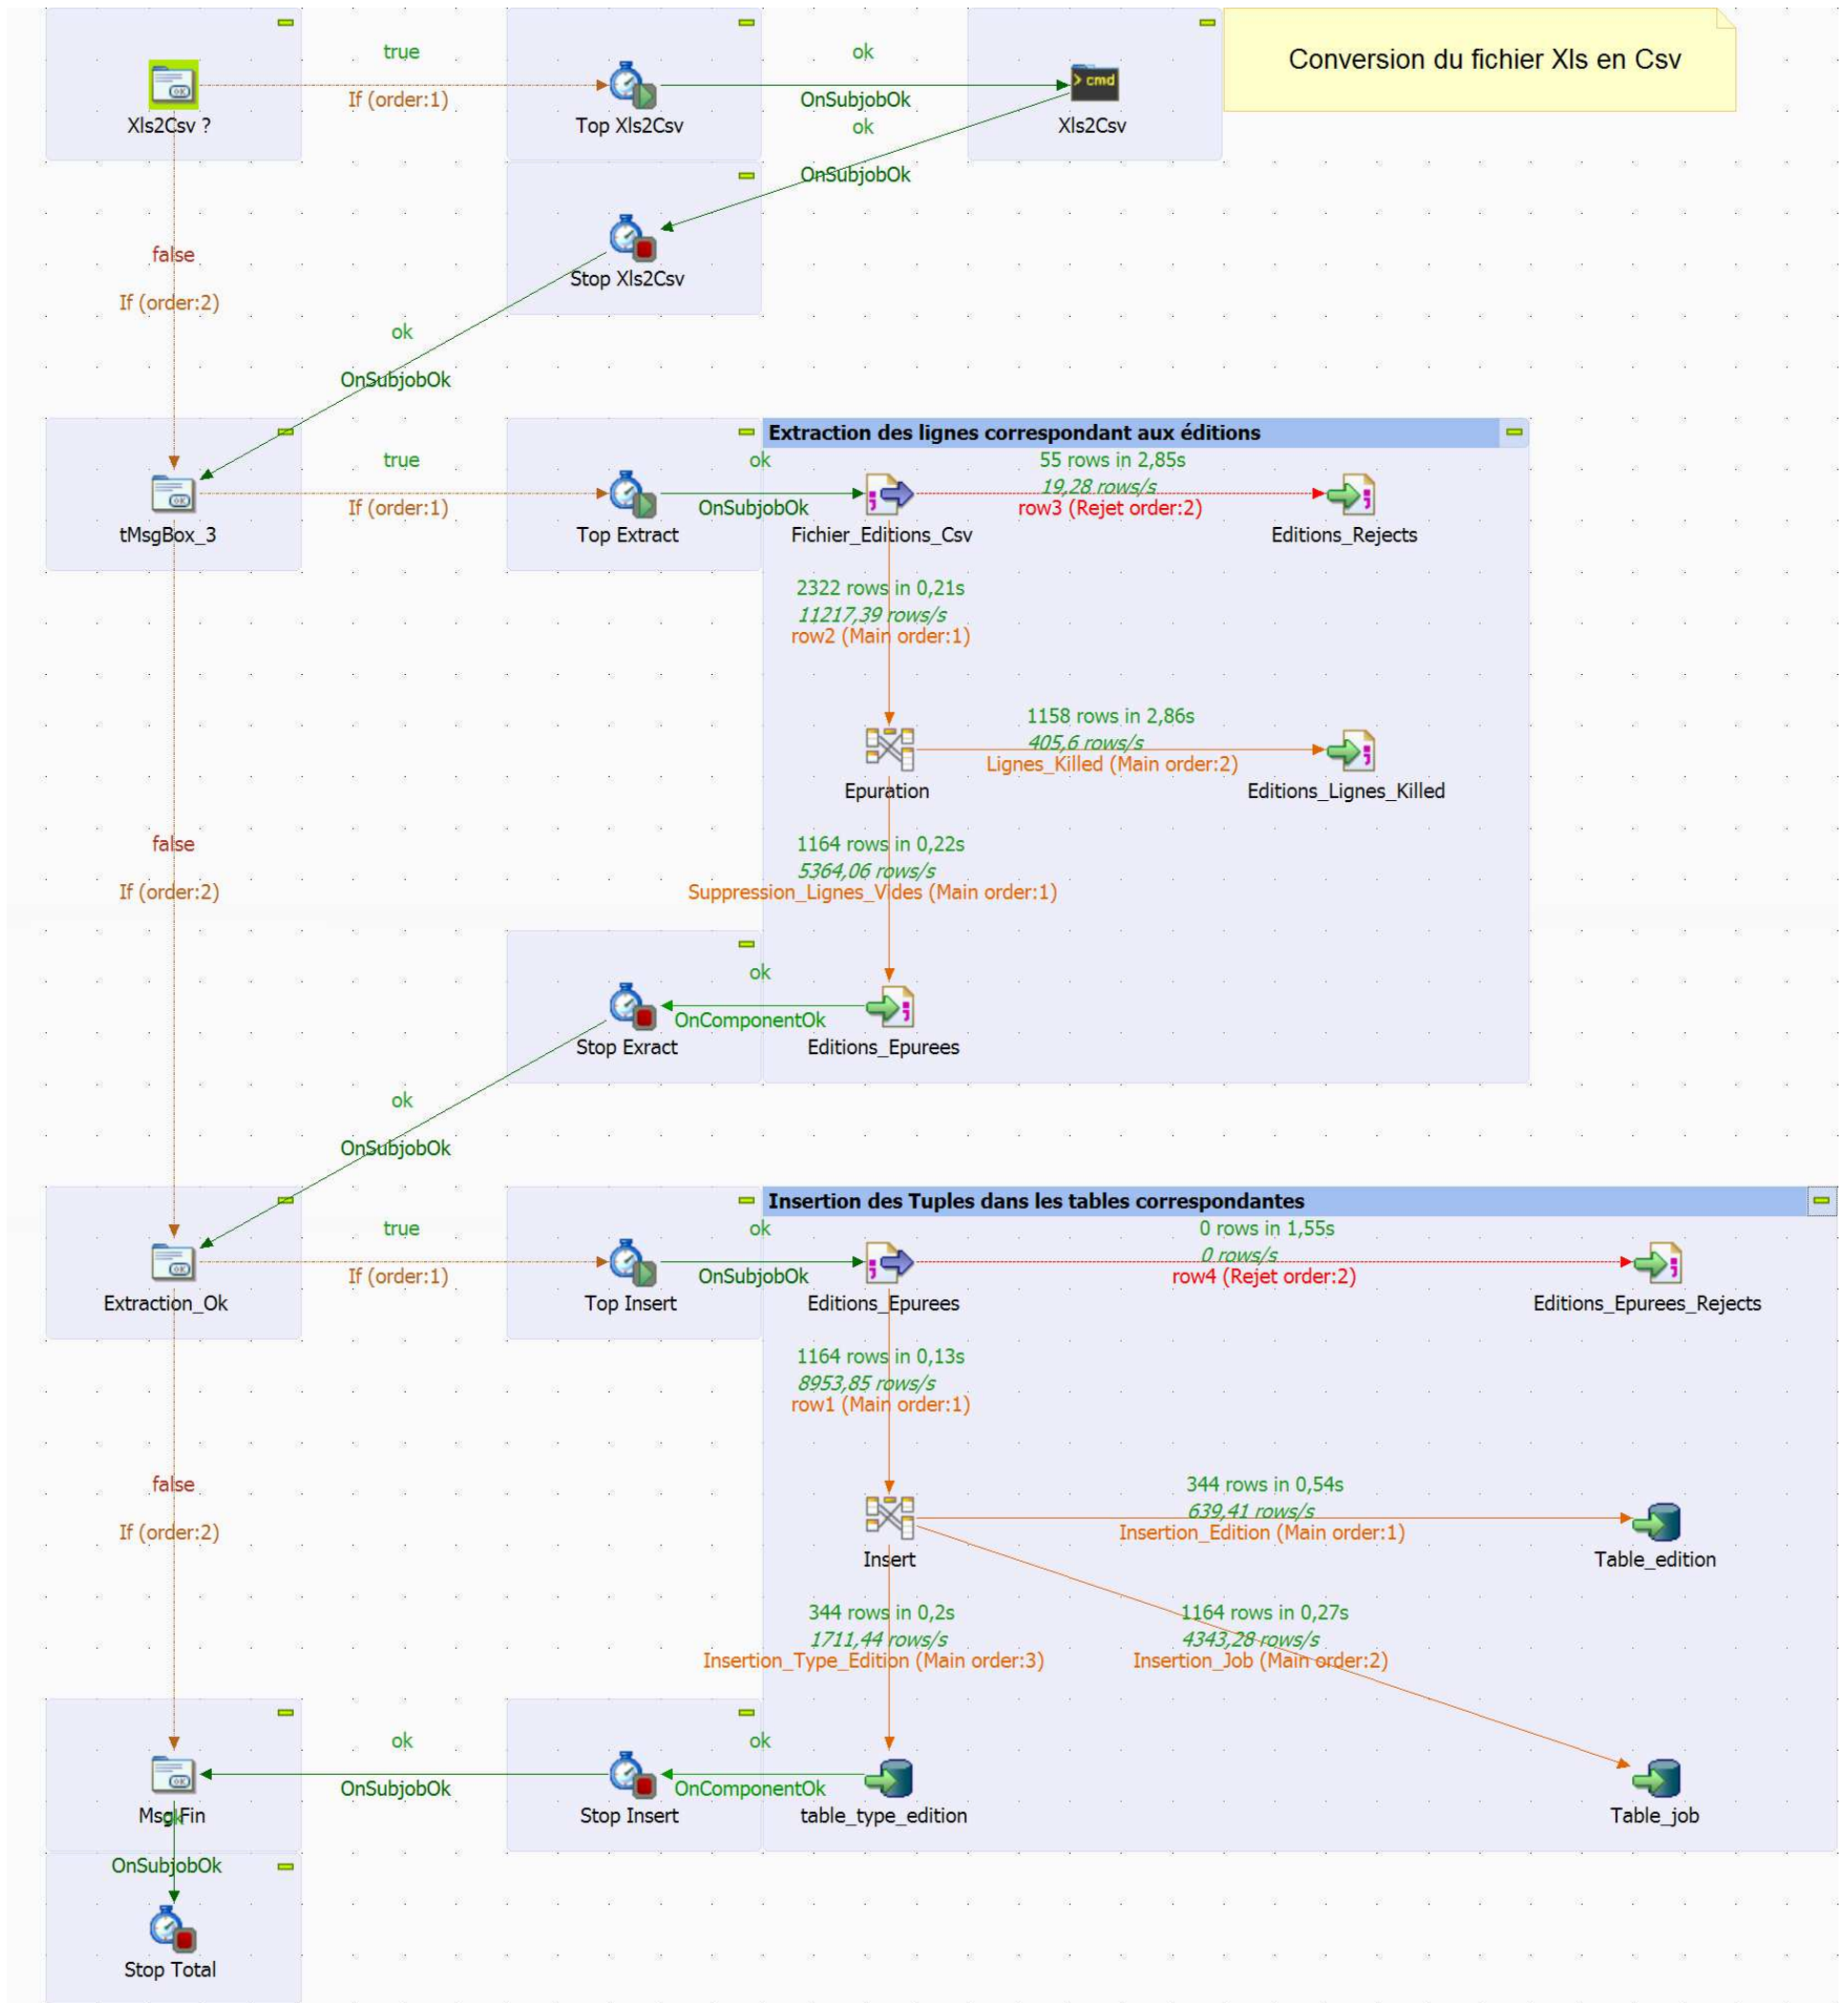 true
ok
Conversion du fichier Xls en Csv
If (order:1)
OnSubjobOk
Xls2Csv ?
Top Xls2Csv
ok
Xls2Csv
OnSubjobOk
false
Stop Xls2Csv
If (order:2)
ok
OnSubjobOk
Extraction des lignes correspondant aux éditions
true
ok
55 rows in 2,85s
19,28 rows/s
If (order:1)
OnSubjobOk
row3 (Rejet order:2)
tMsgBox_3
Top Extract
Fichier_Editions_Csv
Editions_Rejects
2322 rows in 0,21s
11217,39 rows/s
row2 (Main order:1)
1158 rows in 2,86s
405,6 rows/s
Lignes_Killed (Main order:2)
Epuration
Editions_Lignes_Killed
false
1164 rows in 0,22s
5364,06 rows/s
If (order:2)
Suppression_Lignes_Vides (Main order:1)
ok
OnComponentOk
Stop Exract
Editions_Epurees
ok
OnSubjobOk
Insertion des Tuples dans les tables correspondantes
true
ok
0 rows in 1,55s
0 rows/s
If (order:1)
OnSubjobOk
row4 (Rejet order:2)
Extraction_Ok
Top Insert
Editions_Epurees
Editions_Epurees_Rejects
1164 rows in 0,13s
8953,85 rows/s
row1 (Main order:1)
false
344 rows in 0,54s
639,41 rows/s
If (order:2)
Insertion_Edition (Main order:1)
Insert
Table_edition
344 rows in 0,2s
1164 rows in 0,27s
1711,44 rows/s
4343,28 rows/s
Insertion_Type_Edition (Main order:3)
Insertion_Job (Main order:2)
ok
ok
OnSubjobOk
OnComponentOk
Msg Fin
ok
Stop Insert
table_type_edition
Table_job
OnSubjobOk
Stop Total